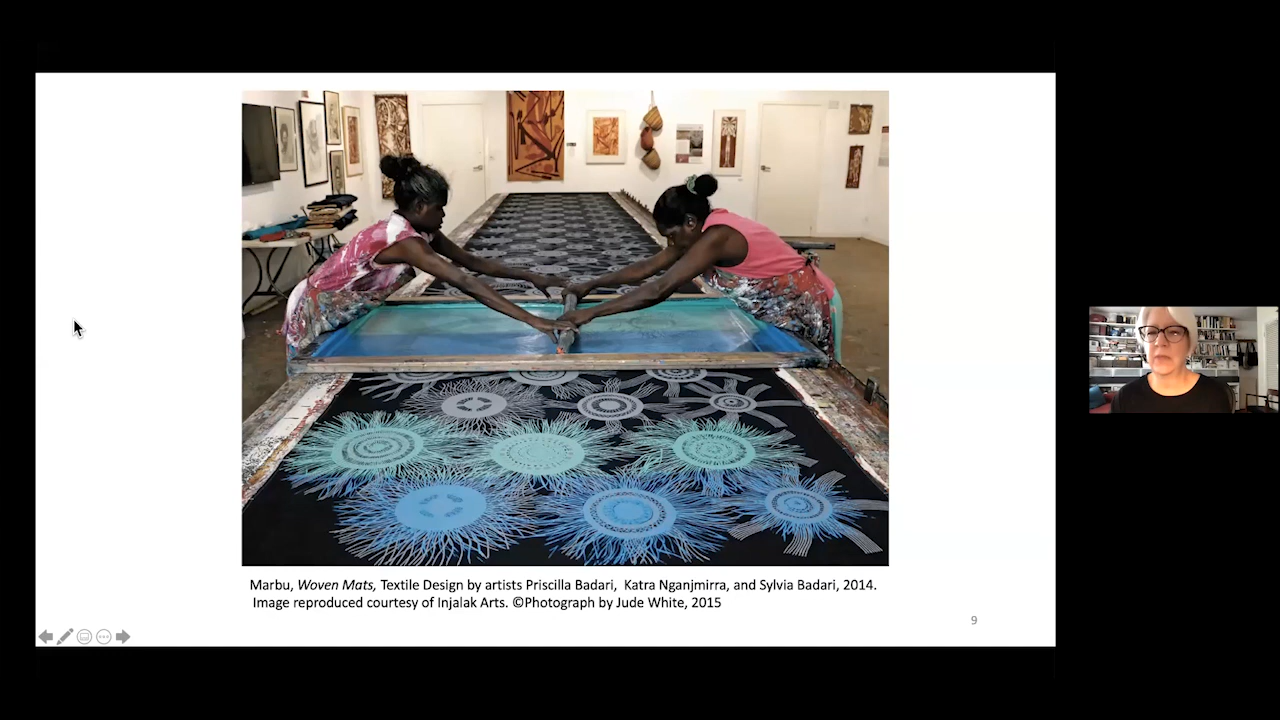 Marbu, Woven Mats, Textile Design by artists Priscilla Badari, Katra Nganjmirra, and Sylvia Badari, 2014.
Image reproduced courtesy of Injalak Arts. ©Photograph by Jude White, 2015
9